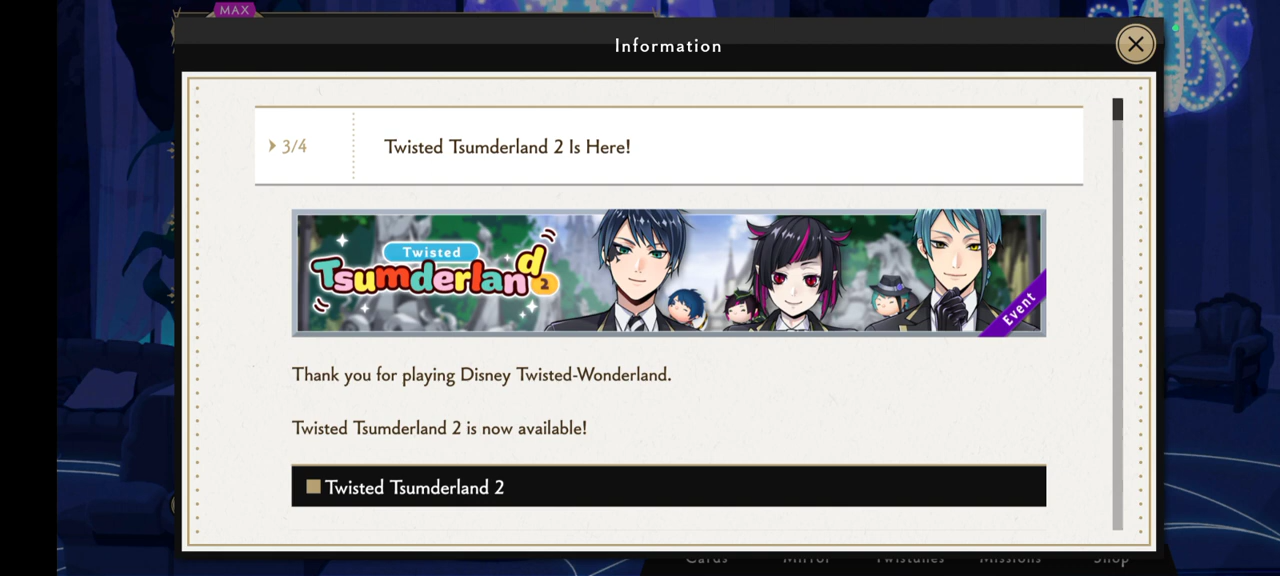 MAX
Information
3/4
Twisted Tsumderland 2 Is Here!
Twisted
Tsumderland 2
Event
Thank you for playing Disney Twisted-Wonderland.
Twisted Tsumderland 2 is now available!
Twisted Tsumderland 2
Cards Mirror Twistunes Missions Shop